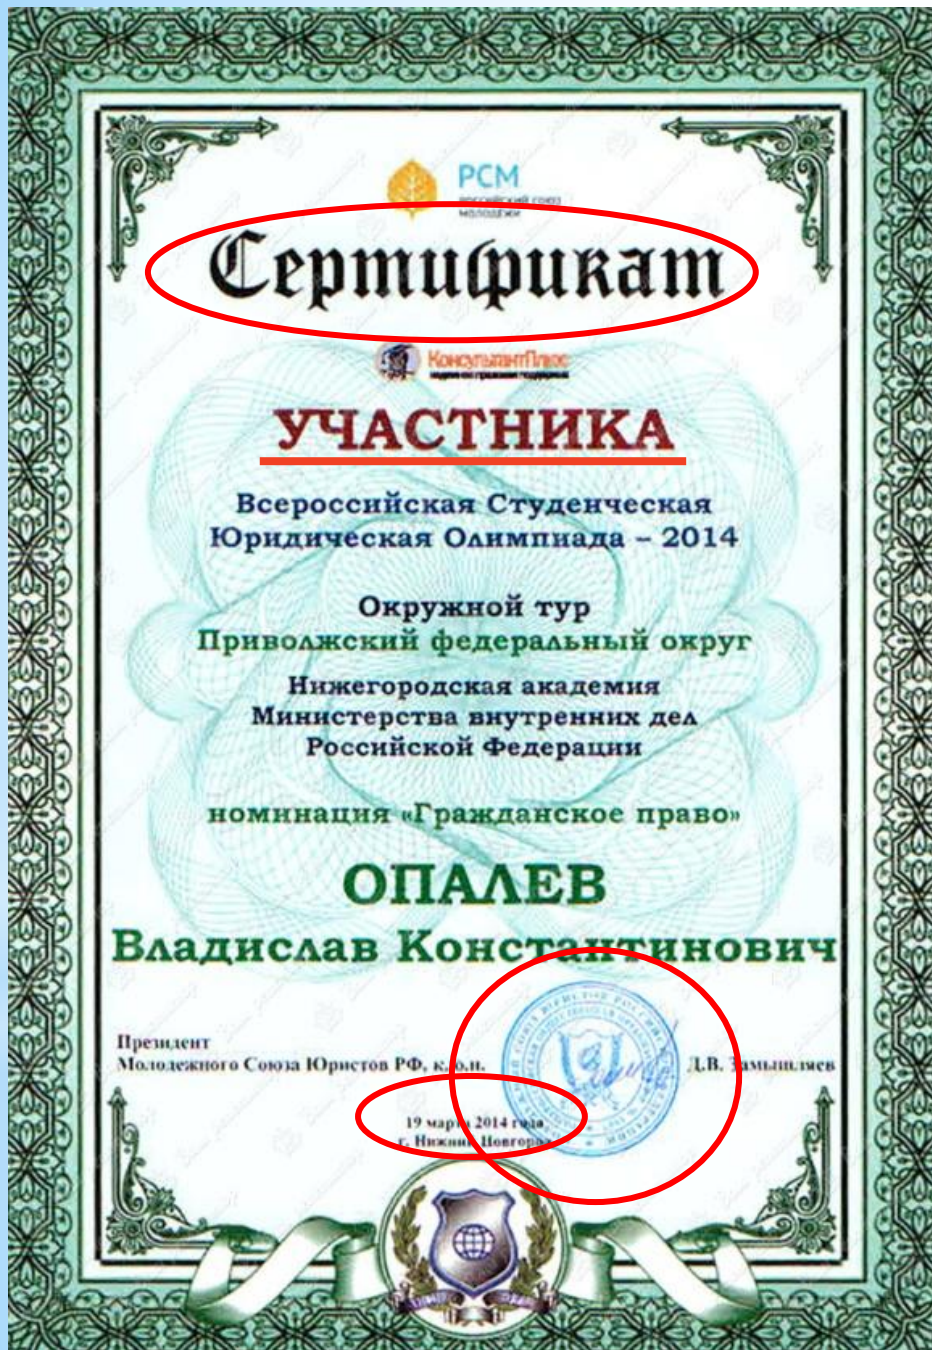 РСМ
РОССИЙСКИЙ СОЮЗ
МОЛОДЕЖИ
Сертификат
КонсультантПлюс
УЧАСТНИКА
Всероссийская Студенческая
Юридическая Олимпиада – 2014
Окружной тур
Приволжский федеральный округ
Нижегородская академия
Министерства внутренних дел
Российской Федерации
номинация «Гражданское право»
ОПАЛЕВ
Владислав Константинович
Президент
Молодежного Союза Юристов РФ, к.ю.н.
Д.В. Замышляев
19 марта 2014 года
г. Нижний Новгород